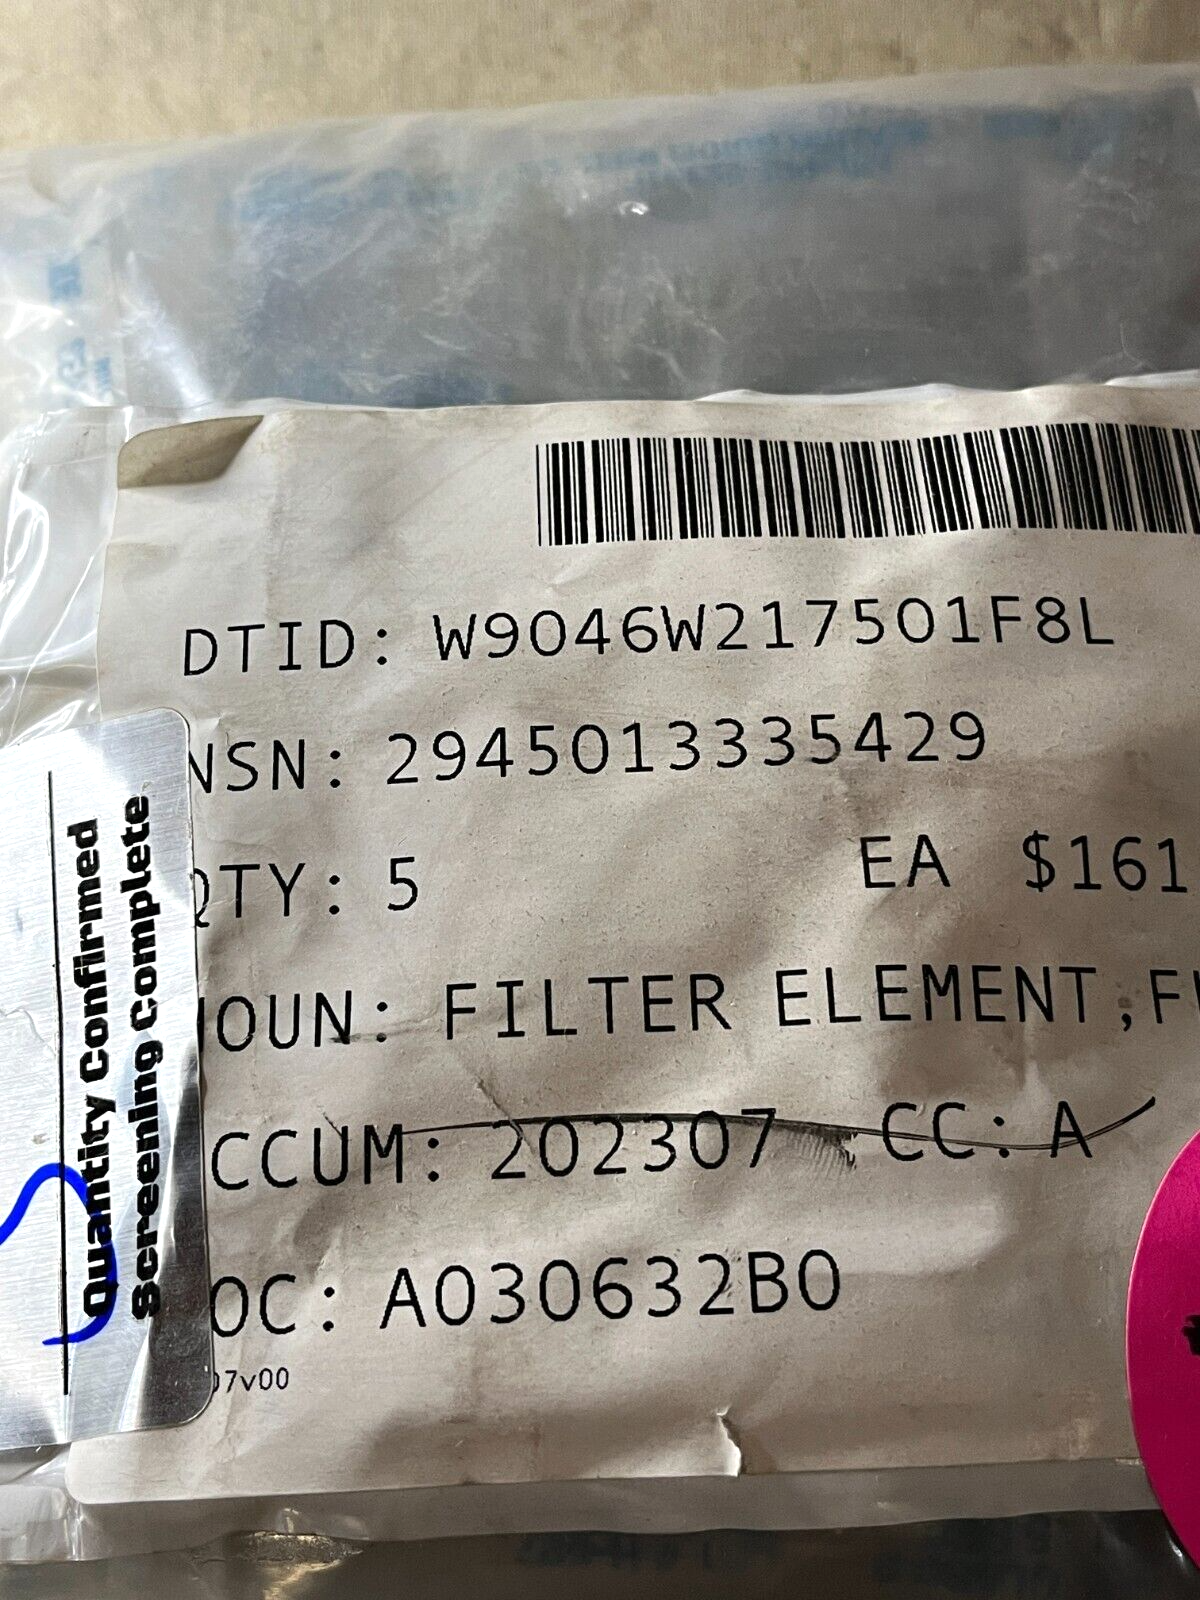 DTID: W9046W217501F8L
NSN: 2945013335429
QTY: 5 EA $161
NOUN: FILTER ELEMENT,FU
CCUM: 202307 CC: A
OC: A030632B0
07v00
Quantity Confirmed
Screening Complete